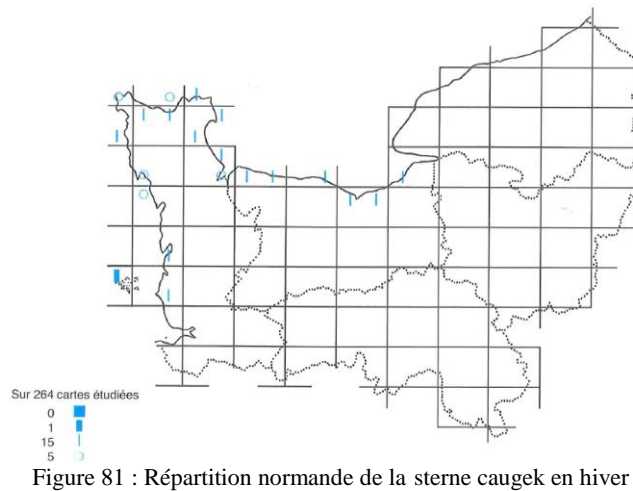 Sur 264 cartes étudiées
0
1
15
5
Figure 81 : Répartition normande de la sterne caugek en hiver